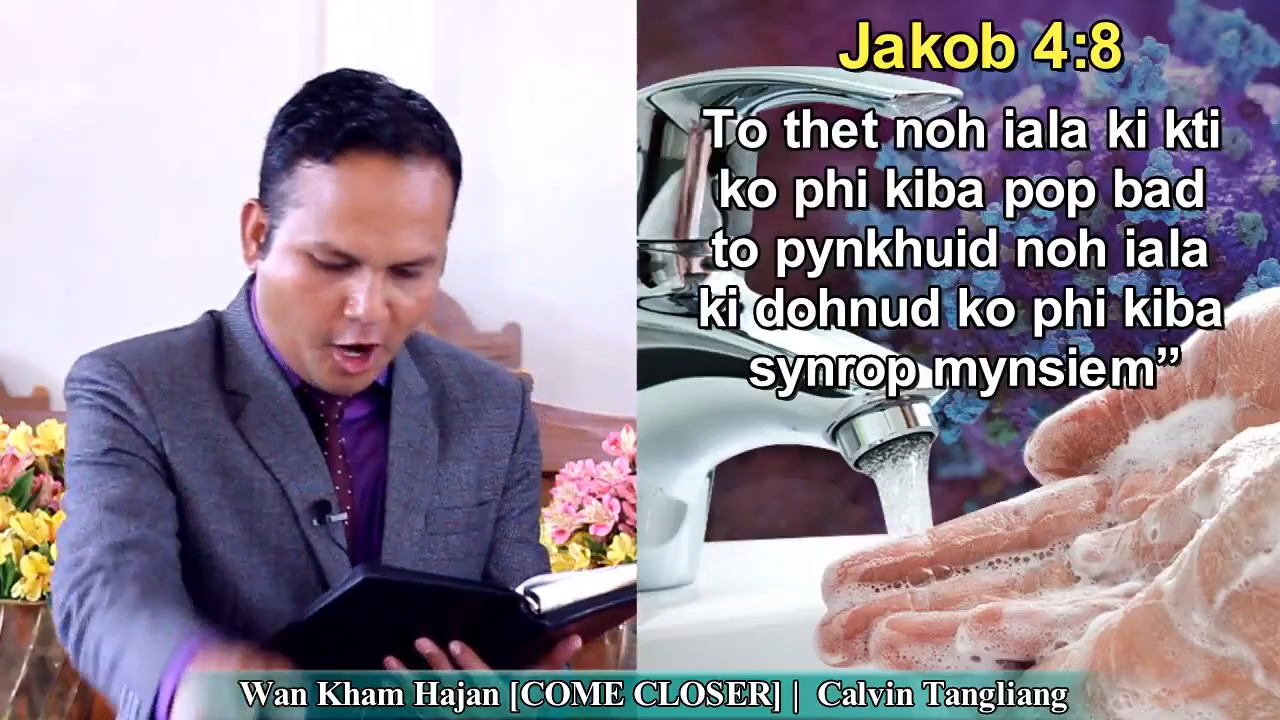 Jakob 4:8
To thet noh iala ki kti
ko phi kiba pop bad
to pynkhuid noh iala
ki dohnud ko phi kiba
synrop mynsiem”
Wan Kham Hajan [COME CLOSER] | Calvin Tangliang